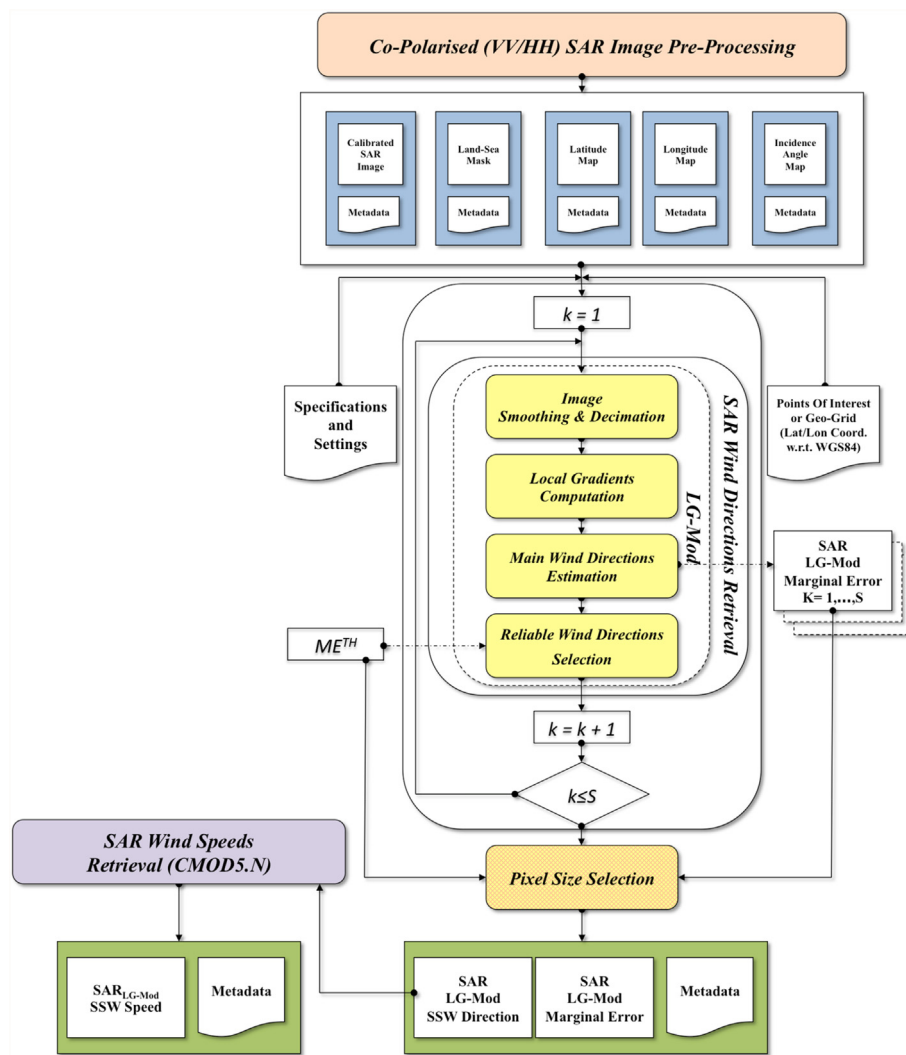 Co-Polarised (VV/HH) SAR Image Pre-Processing
Calibrated
SAR
Image
Metadata
Land-Sea
Mask
Metadata
Latitude
Map
Metadata
Longitude
Map
Metadata
Incidence
Angle
Map
Metadata
k = 1
Specifications
and
Settings
Points Of Interest
or Geo-Grid
(Lat/Lon Coord.
w.r.t. WGS84)
Image
Smoothing & Decimation
Local Gradients
Computation
Main Wind Directions
Estimation
Reliable Wind Directions
Selection
LG-Mod
SAR Wind Directions Retrieval
SAR
LG-Mod
Marginal Error
K= 1,...,S
ME^TH
k = k + 1
k≤S
SAR Wind Speeds
Retrieval (CMOD5.N)
Pixel Size Selection
SAR_LG-Mod
SSW Speed
Metadata
SAR
LG-Mod
SSW Direction
SAR
LG-Mod
Marginal Error
Metadata